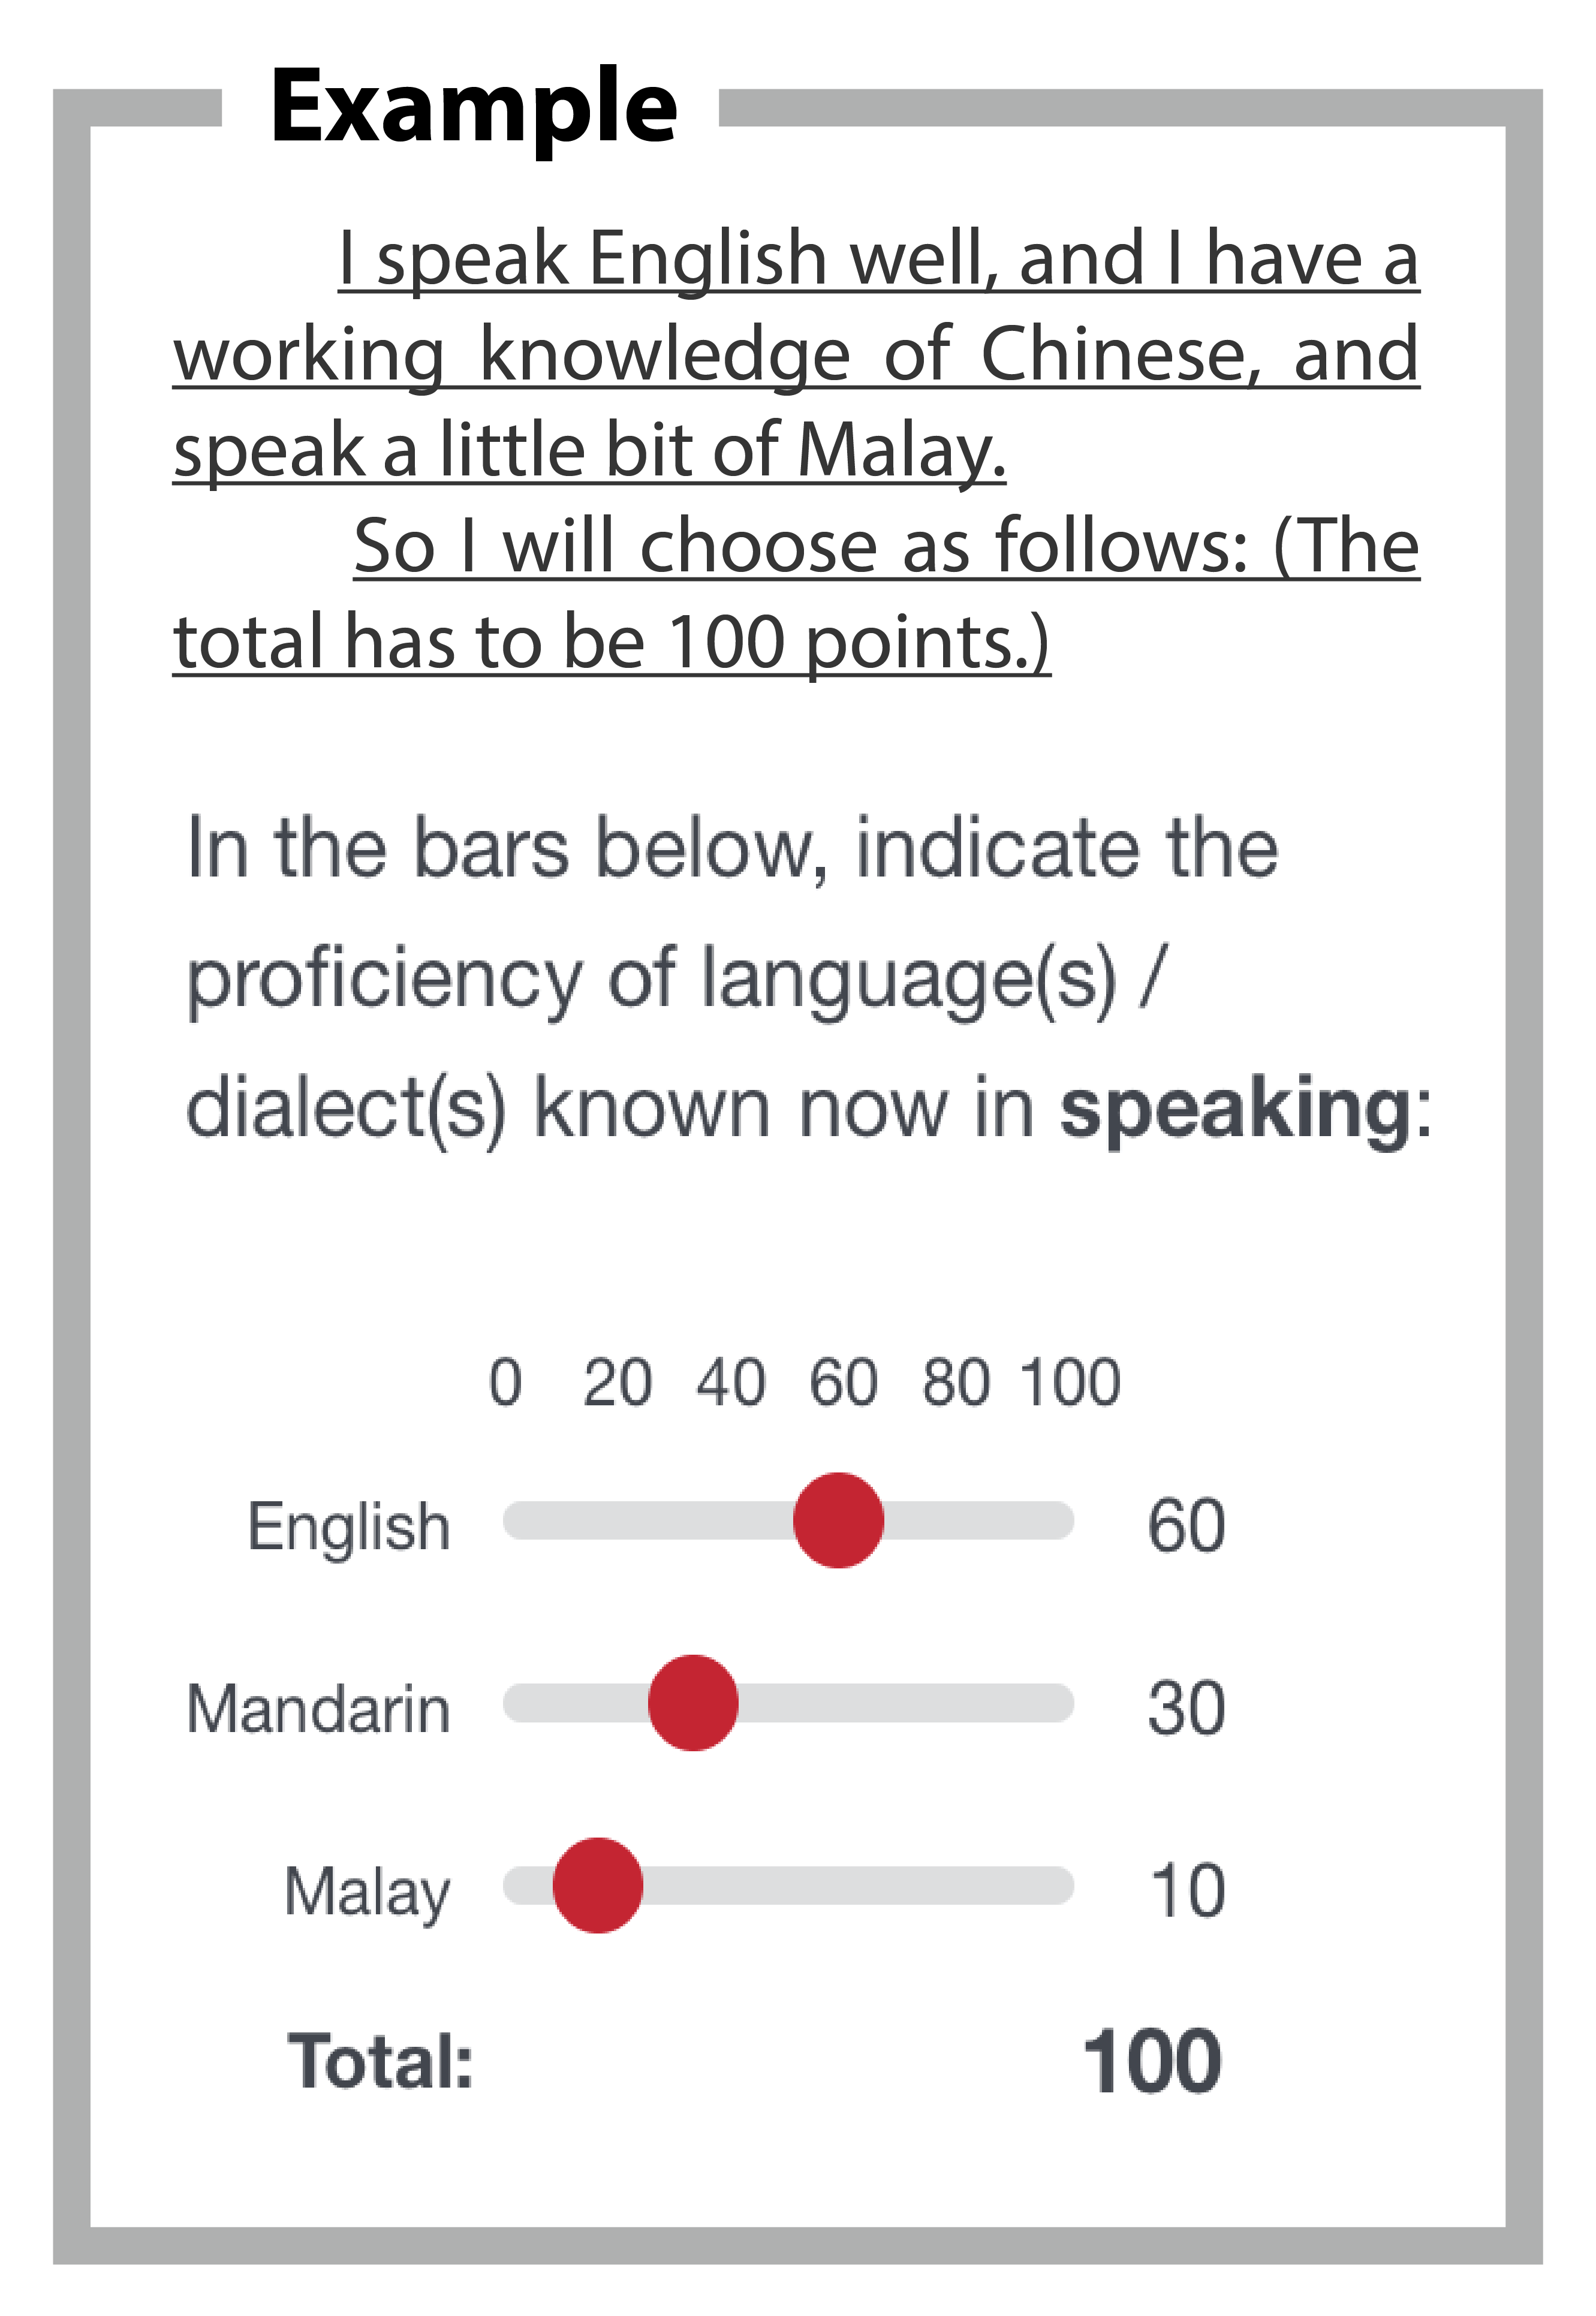 Example
I speak English well, and I have a
working knowledge of Chinese, and
speak a little bit of Malay.
So I will choose as follows: (The
total has to be 100 points.)
In the bars below, indicate the
proficiency of language(s) /
dialect(s) known now in speaking:
0 20 40 60 80 100
English 60
Mandarin 30
Malay 10
Total: 100